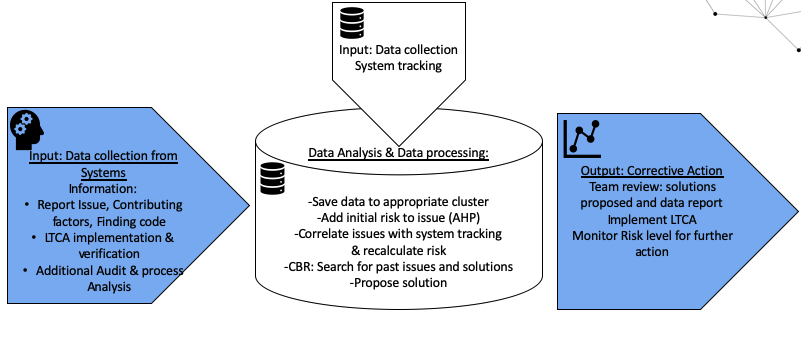 Input: Data collection
System tracking
Input: Data collection from
Systems
Information:
• Report Issue, Contributing
factors, Finding code
• LTCA implementation &
verification
• Additional Audit & process
Analysis
Data Analysis & Data processing:
-Save data to appropriate cluster
-Add initial risk to issue (AHP)
-Correlate issues with system tracking
& recalculate risk
-CBR: Search for past issues and solutions
-Propose solution
Output: Corrective Action
Team review: solutions
proposed and data report
Implement LTCA
Monitor Risk level for further
action